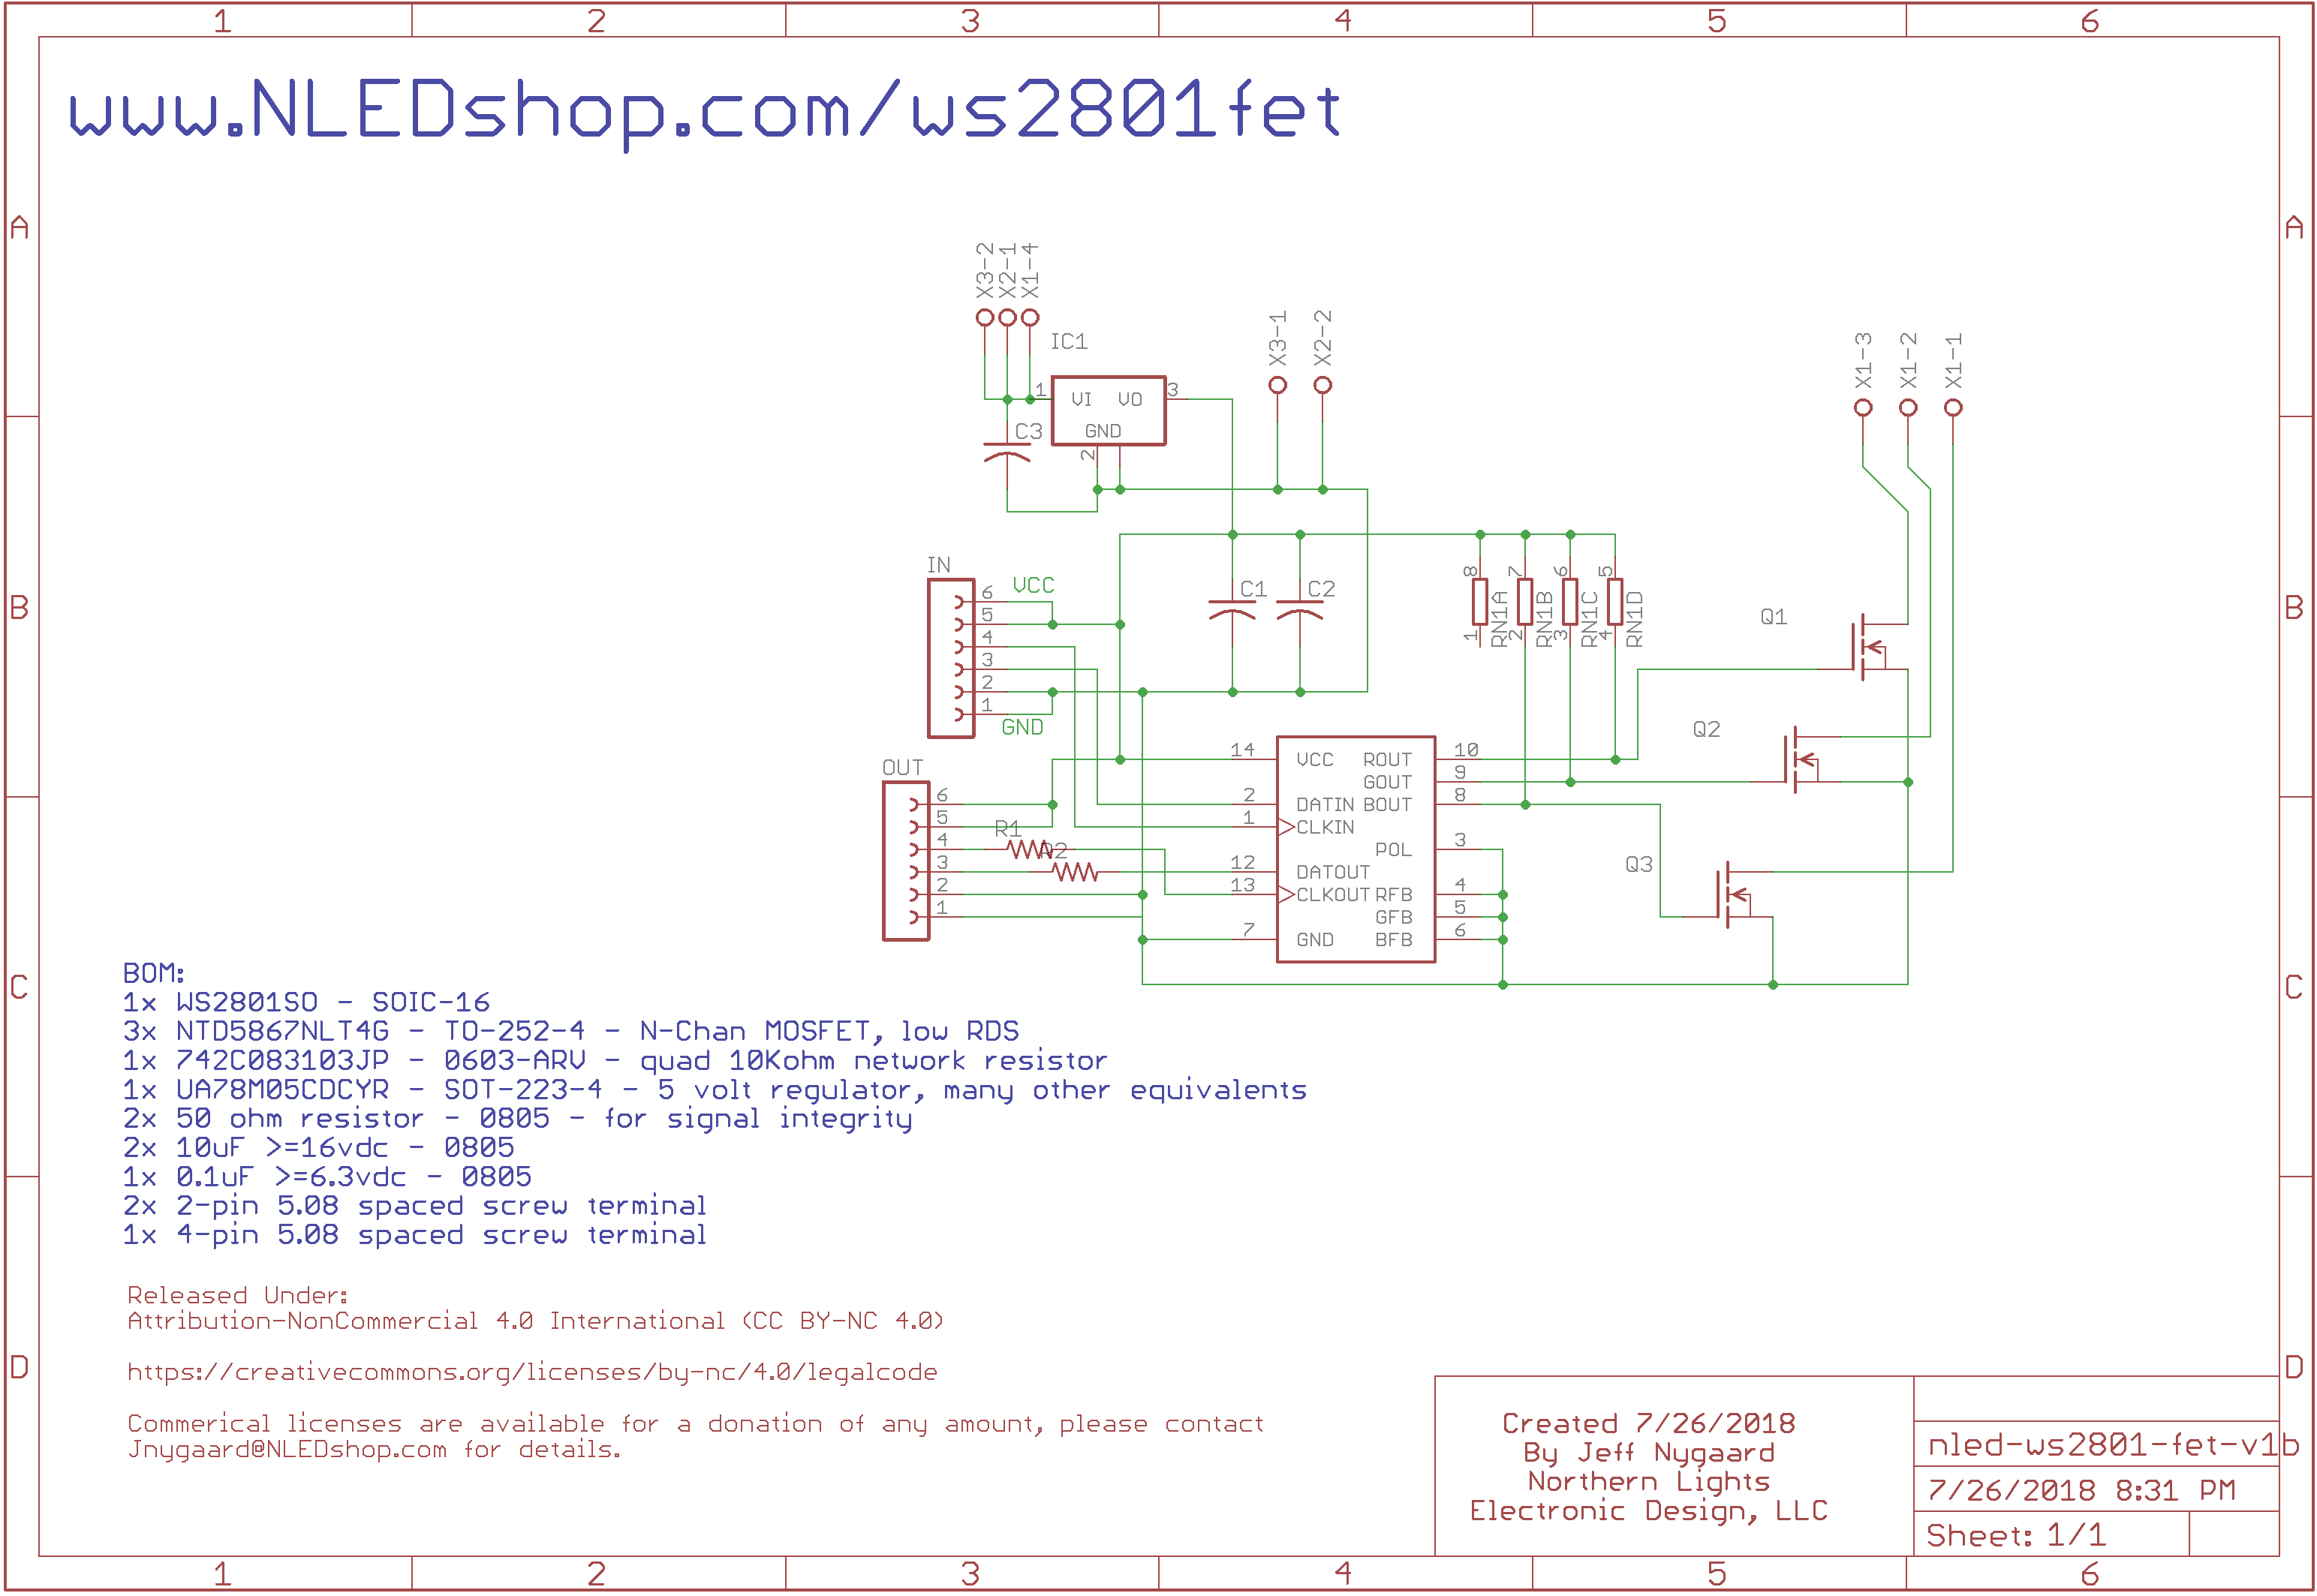 1 2 3 4 5 6
www.NLEDshop.com/ws2801fet
A A
X3-2
X2-1
X1-4
IC1
X3-1
X2-2
X1-3
X1-2
X1-1
1 VI VO 3
GND
2
C3
B B
IN
6 VCC
5
4
3
2
1
GND
C1 C2
8 7 6 5
1 2 3 4
RN1A RN1B RN1C RN1D
Q1
Q2
Q3
OUT
6
5
4
3
2
1
R1
R2
14 VCC ROUT 10
GOUT 9
2 DATIN BOUT 8
1 CLKIN
POL 3
12 DATOUT
13 CLKOUT RFB 4
GFB 5
7 GND BFB 6
C C
BOM:
1x WS2801SO - SOIC-16
3x NTD5867NLT4G - TO-252-4 - N-Chan MOSFET, low RDS
1x 742C083103JP - 0603-ARV - quad 10Kohm network resistor
1x UA78M05CDCYR - SOT-223-4 - 5 volt regulator, many other equivalents
2x 50 ohm resistor - 0805 - for signal integrity
2x 10uF >=16vdc - 0805
1x 0.1uF >=6.3vdc - 0805
2x 2-pin 5.08 spaced screw terminal
1x 4-pin 5.08 spaced screw terminal
Released Under:
Attribution-NonCommercial 4.0 International (CC BY-NC 4.0)
https://creativecommons.org/licenses/by-nc/4.0/legalcode
Commerical licenses are available for a donation of any amount, please contact
Jnygaard@NLEDshop.com for details.
D D
Created 7/26/2018
By Jeff Nygaard
Northern Lights
Electronic Design, LLC
nled-ws2801-fet-v1b
7/26/2018 8:31 PM
Sheet: 1/1
1 2 3 4 5 6